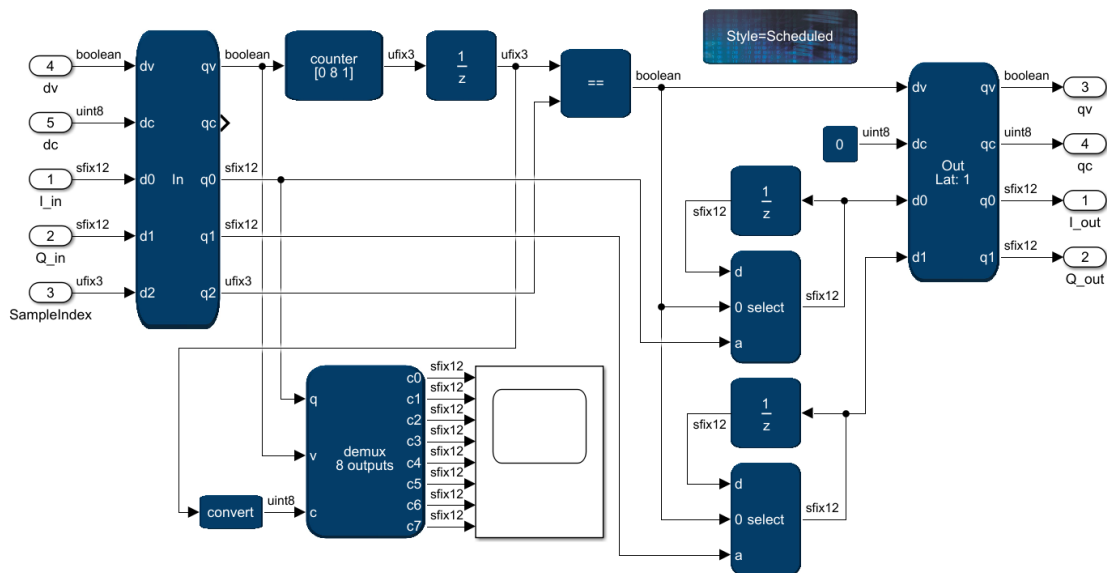 Style=Scheduled
boolean
4
dv
dv
qv
boolean
counter
[0 8 1]
ufix3
1
z
ufix3
==
boolean
dv
qv
boolean
3
qv
uint8
5
dc
dc
qc
0
uint8
dc
qc
uint8
4
qc
sfix12
1
I_in
d0
In
q0
sfix12
1
z
sfix12
Out
Lat: 1
d0
q0
sfix12
1
I_out
sfix12
2
Q_in
d1
q1
sfix12
d1
q1
sfix12
2
Q_out
ufix3
3
SampleIndex
d2
q2
ufix3
d
0 select
a
sfix12
q
v
c
demux
8 outputs
c0
c1
c2
c3
c4
c5
c6
c7
sfix12
sfix12
sfix12
sfix12
sfix12
sfix12
sfix12
sfix12
1
z
sfix12
d
0 select
a
sfix12
convert
uint8